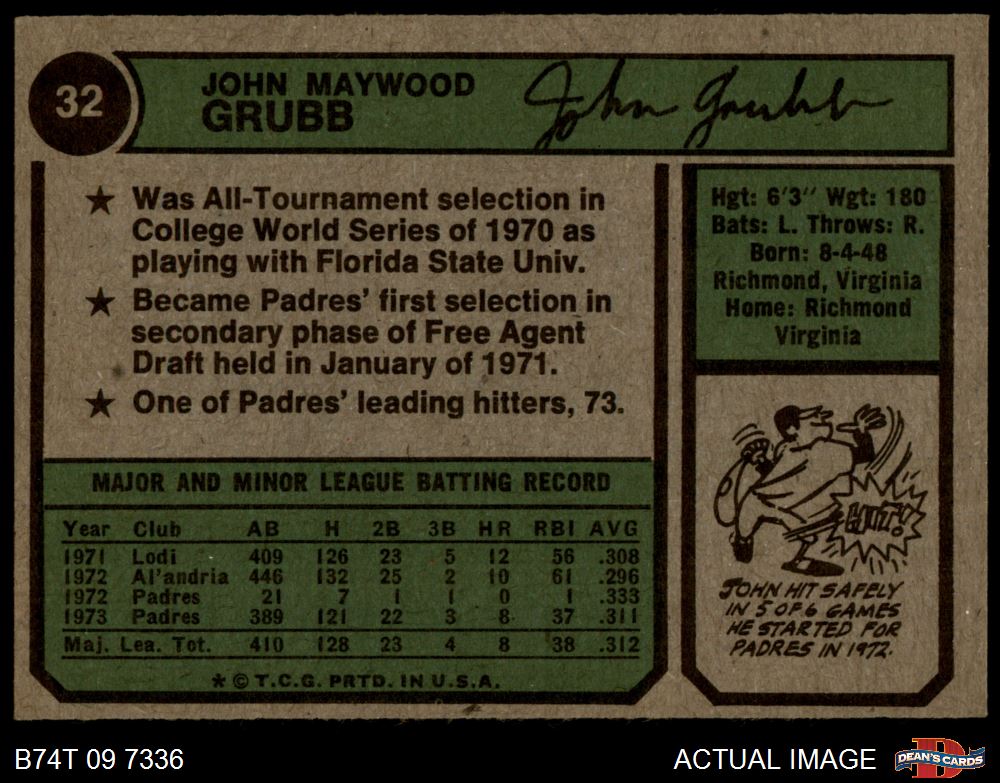 32
JOHN MAYWOOD
GRUBB
John Grubb
★ Was All-Tournament selection in
College World Series of 1970 as
playing with Florida State Univ.
★ Became Padres' first selection in
secondary phase of Free Agent
Draft held in January of 1971.
★ One of Padres' leading hitters, 73.
Hgt: 6'3" Wgt: 180
Bats: L. Throws: R.
Born: 8-4-48
Richmond, Virginia
Home: Richmond
Virginia
MAJOR AND MINOR LEAGUE BATTING RECORD
Year Club AB H 2B 3B HR RBI AVG
1971 Lodi 409 126 23 5 12 56 .308
1972 Al'andria 446 132 25 2 10 61 .296
1972 Padres 21 7 1 1 0 1 .333
1973 Padres 389 121 22 3 8 37 .311
Maj. Lea. Tot. 410 128 23 4 8 38 .312
* © T.C.G. PRTD. IN U.S.A.
HIT!
JOHN HIT SAFELY
IN 5 OF 6 GAMES
HE STARTED FOR
PADRES IN 1972.
B74T 09 7336
ACTUAL IMAGE
D
DEAN'S CARDS